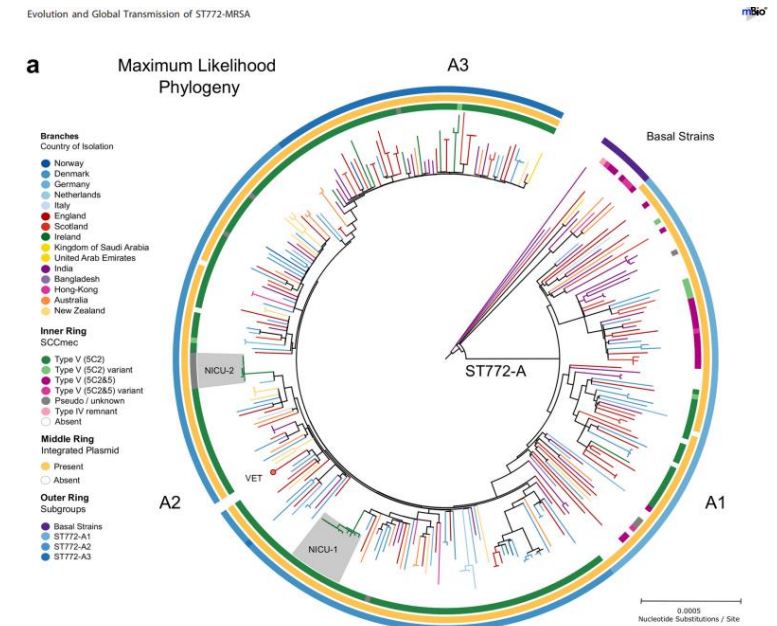 Evolution and Global Transmission of ST772-MRSA
mBio
a
Maximum Likelihood
Phylogeny
A3
Basal Strains
Branches
Country of Isolation
Norway
Denmark
Germany
Netherlands
Italy
England
Scotland
Ireland
Kingdom of Saudi Arabia
United Arab Emirates
India
Bangladesh
Hong-Kong
Australia
New Zealand
Inner Ring
SCCmec
Type V (5C2)
Type V (5C2) variant
Type V (5C2&5)
Type V (5C2&5) variant
Pseudo / unknown
Type IV remnant
Absent
Middle Ring
Integrated Plasmid
Present
Absent
Outer Ring
Subgroups
Basal Strains
ST772-A1
ST772-A2
ST772-A3
ST772-A
NICU-2
VET
A2
A1
NICU-1
0.0005
Nucleotide Substitutions / Site